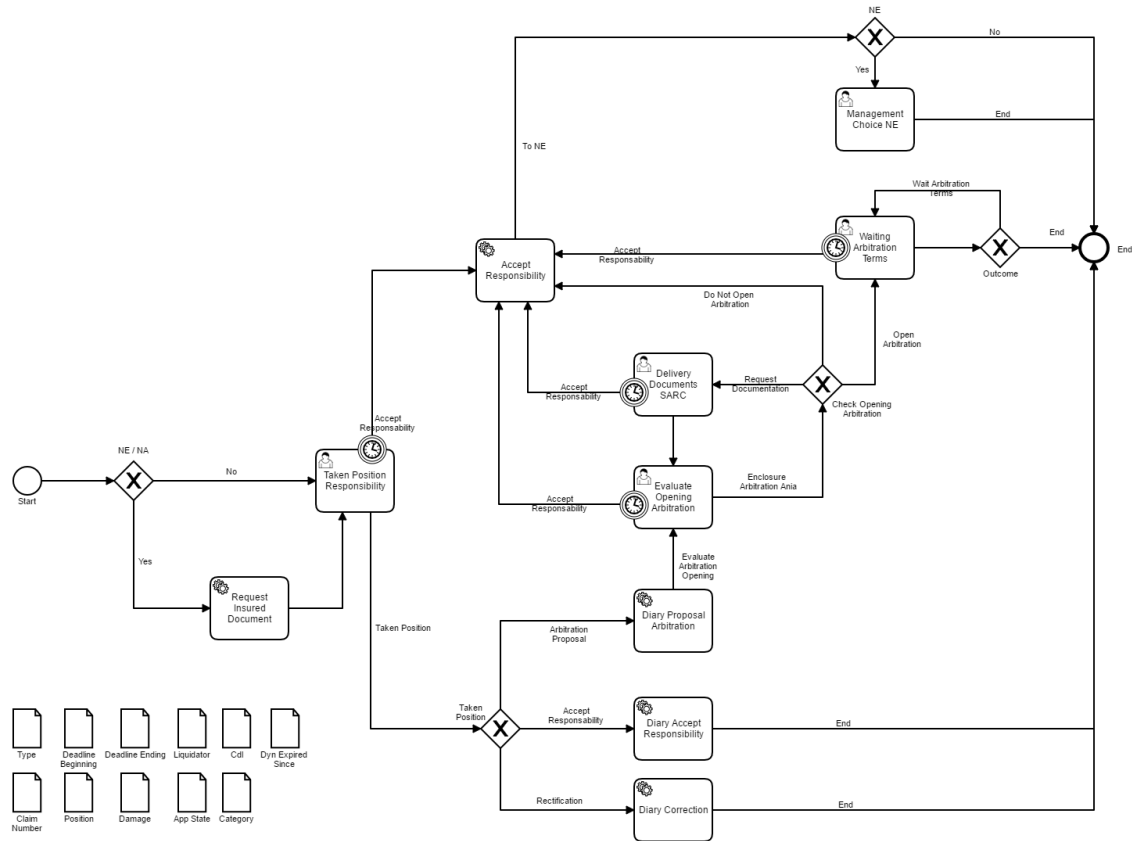 NE
No
Yes
Management
Choice NE
End
To NE
Wait Arbitration
Terms
Waiting
Arbitration
Terms
End
End
Outcome
Accept
Responsability
Accept
Responsibility
Do Not Open
Arbitration
Open
Arbitration
Delivery
Documents
SARC
Request
Documentation
Check Opening
Arbitration
Accept
Responsability
Accept
Responsability
NE / NA
No
Start
Taken Position
Responsibility
Evaluate
Opening
Arbitration
Enclosure
Arbitration Ania
Accept
Responsability
Yes
Request
Insured
Document
Evaluate
Arbitration
Opening
Diary Proposal
Arbitration
Arbitration
Proposal
Taken Position
Taken
Position
Accept
Responsability
Diary Accept
Responsibility
End
Rectification
Diary Correction
End
Type
Deadline
Beginning
Deadline Ending
Liquidator
Cdl
Dyn Expired
Since
Claim
Number
Position
Damage
App State
Category